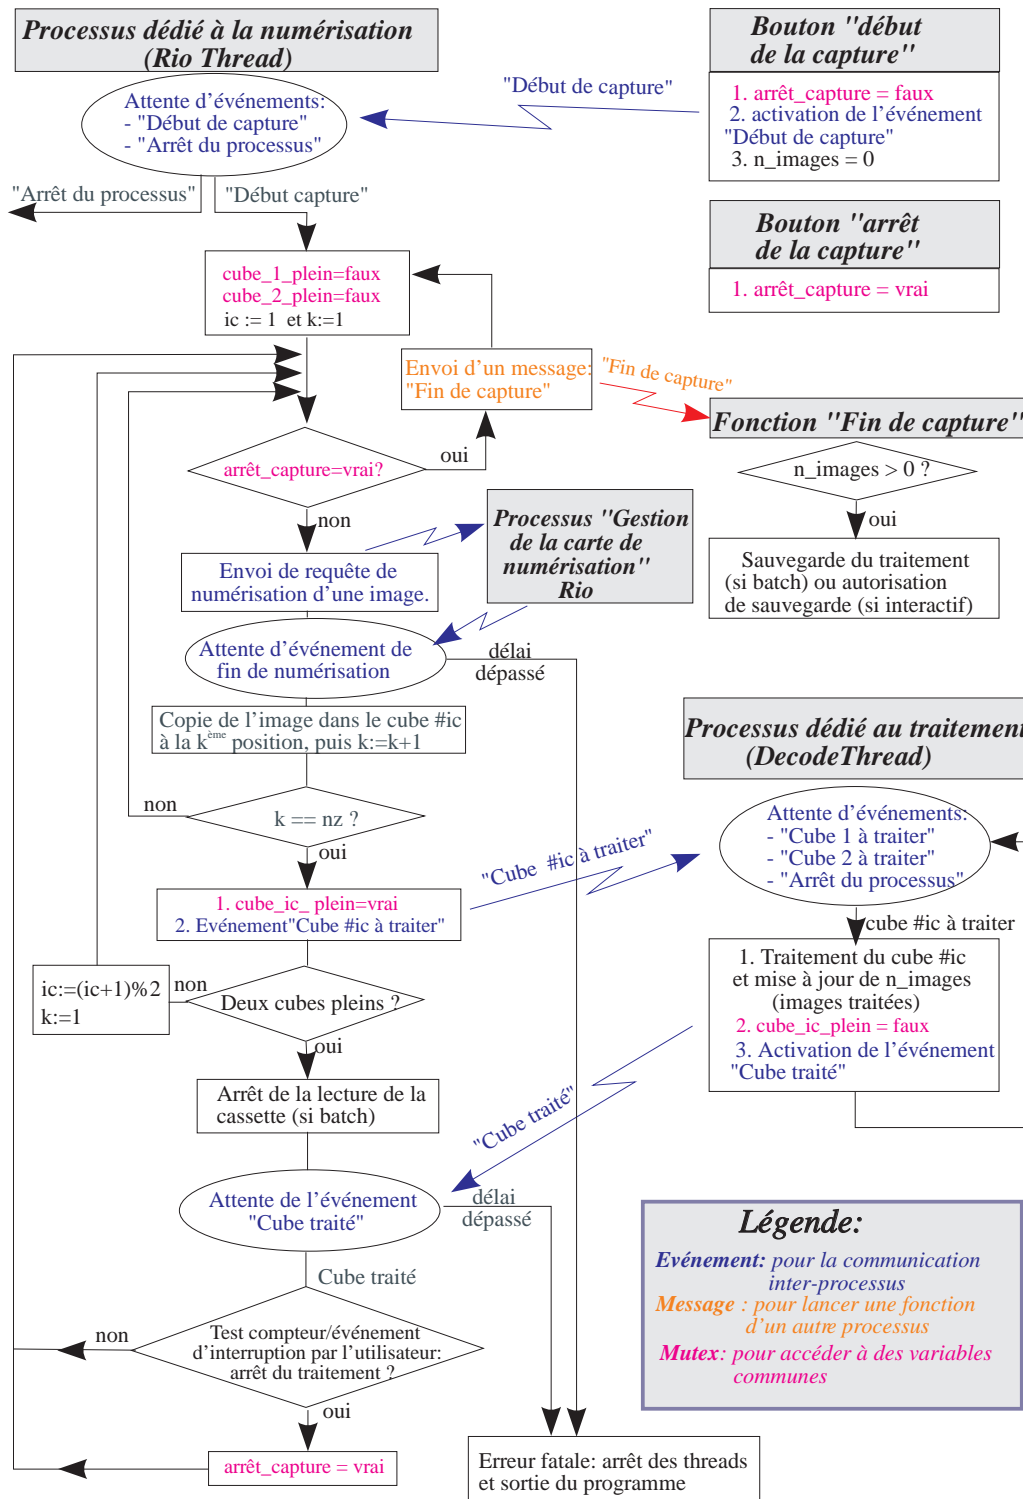 Processus dédié à la numérisation
(Rio Thread)
Attente d'événements:
- "Début de capture"
- "Arrêt du processus"
"Début de capture"
Bouton "début
de la capture"
1. arrêt_capture = faux
2. activation de l'événement
"Début de capture"
3. n_images = 0
"Arrêt du processus"
"Début capture"
Bouton "arrêt
de la capture"
1. arrêt_capture = vrai
cube_1_plein=faux
cube_2_plein=faux
ic := 1 et k:=1
Envoi d'un message:
"Fin de capture"
"Fin de capture"
Fonction "Fin de capture"
n_images > 0 ?
oui
Sauvegarde du traitement
(si batch) ou autorisation
de sauvegarde (si interactif)
arrêt_capture=vrai?
oui
non
Processus "Gestion
de la carte de
numérisation"
Rio
Envoi de requête de
numérisation d'une image.
Attente d'événement de
fin de numérisation
délai
dépassé
Copie de l'image dans le cube #ic
à la kème position, puis k:=k+1
non
k == nz ?
oui
"Cube #ic à traiter"
Processus dédié au traitement
(DecodeThread)
Attente d'événements:
- "Cube 1 à traiter"
- "Cube 2 à traiter"
- "Arrêt du processus"
cube #ic à traiter
1. cube_ic_ plein=vrai
2. Evénement"Cube #ic à traiter"
1. Traitement du cube #ic
et mise à jour de n_images
(images traitées)
2. cube_ic_plein = faux
3. Activation de l'événement
"Cube traité"
ic:=(ic+1)%2
k:=1
non
Deux cubes pleins ?
oui
Arrêt de la lecture de la
cassette (si batch)
"Cube traité"
Attente de l'événement
"Cube traité"
délai
dépassé
Cube traité
non
Test compteur/événement
d'interruption par l'utilisateur:
arrêt du traitement ?
oui
arrêt_capture = vrai
Erreur fatale: arrêt des threads
et sortie du programme
Légende:
Evénement: pour la communication
inter-processus
Message : pour lancer une fonction
d'un autre processus
Mutex: pour accéder à des variables
communes